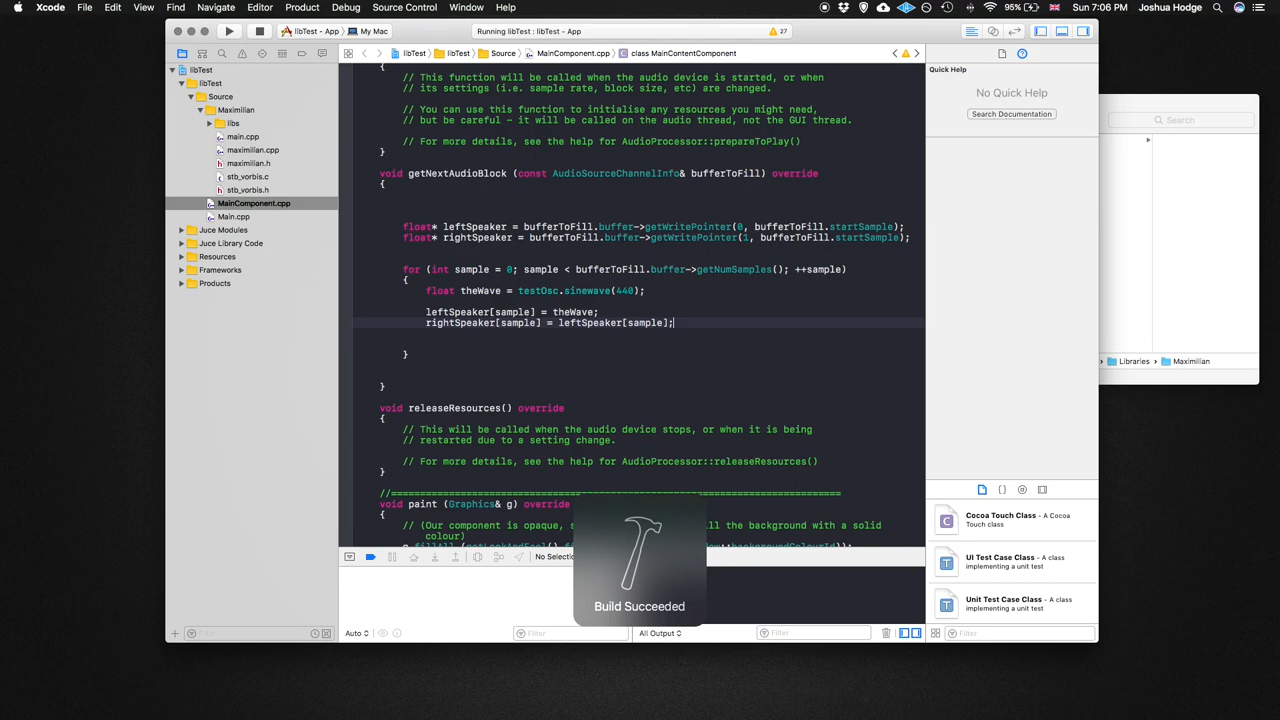 Xcode File Edit View Find Navigate Editor Product Debug Source Control Window Help
95% Sun 7:06 PM Joshua Hodge
libTest - App My Mac
Running libTest : libTest - App
27
libTest libTest Source MainComponent.cpp class MainContentComponent
libTest
libTest
Source
Maximilian
libs
main.cpp
maximilian.cpp
maximilian.h
stb_vorbis.c
stb_vorbis.h
MainComponent.cpp
Main.cpp
Juce Modules
Juce Library Code
Resources
Frameworks
Products
{
// This function will be called when the audio device is started, or when
// its settings (i.e. sample rate, block size, etc) are changed.
// You can use this function to initialise any resources you might need,
// but be careful - it will be called on the audio thread, not the GUI thread.
// For more details, see the help for AudioProcessor::prepareToPlay()
}
void getNextAudioBlock (const AudioSourceChannelInfo& bufferToFill) override
{
float* leftSpeaker = bufferToFill.buffer->getWritePointer(0, bufferToFill.startSample);
float* rightSpeaker = bufferToFill.buffer->getWritePointer(1, bufferToFill.startSample);
for (int sample = 0; sample < bufferToFill.buffer->getNumSamples(); ++sample)
{
float theWave = testOsc.sinewave(440);
leftSpeaker[sample] = theWave;
rightSpeaker[sample] = leftSpeaker[sample];
}
}
void releaseResources() override
{
// This will be called when the audio device stops, or when it is being
// restarted due to a setting change.
// For more details, see the help for AudioProcessor::releaseResources()
}
//==============================================================================
void paint (Graphics& g) override
{
// (Our component is opaque, s ill the background with a solid
colour)
No Selection
Build Succeeded
Auto
Filter
All Output
Filter
Quick Help
No Quick Help
Search Documentation
Cocoa Touch Class - A Cocoa
Touch class
UI Test Case Class - A class
implementing a unit test
Unit Test Case Class - A class
implementing a unit test
Filter
Search
Libraries Maximilian